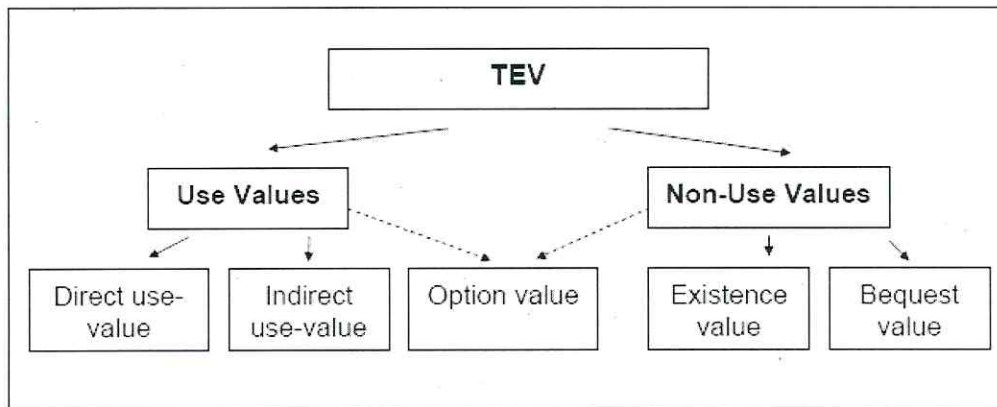 TEV
Use Values
Non-Use Values
Direct use-
value
Indirect
use-value
Option value
Existence
value
Bequest
value